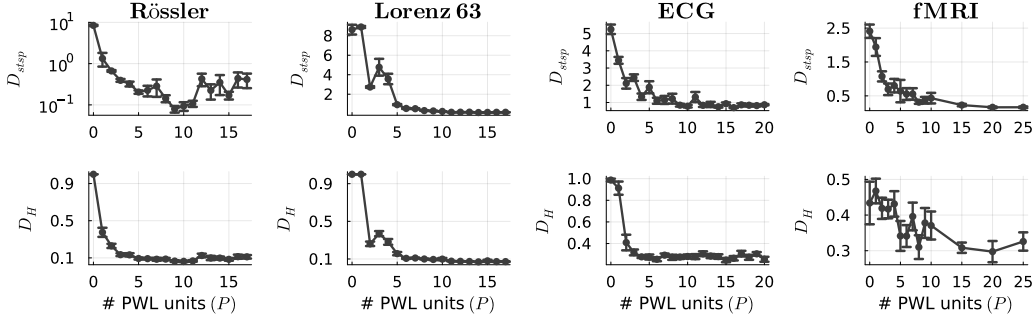 Rössler
Lorenz 63
ECG
fMRI
D_stsp
10^1
10^0
10^−1
0 5 10 15
D_stsp
8
6
4
2
0 5 10 15
D_stsp
5
4
3
2
1
0 5 10 15 20
D_stsp
2.5
1.5
0.5
0 5 10 15 20 25
D_H
0.9
0.5
0.1
0 5 10 15
# PWL units (P)
D_H
0.9
0.5
0.1
0 5 10 15
# PWL units (P)
D_H
1.0
0.8
0.6
0.4
0 5 10 15 20
# PWL units (P)
D_H
0.5
0.4
0.3
0 5 10 15 20 25
# PWL units (P)